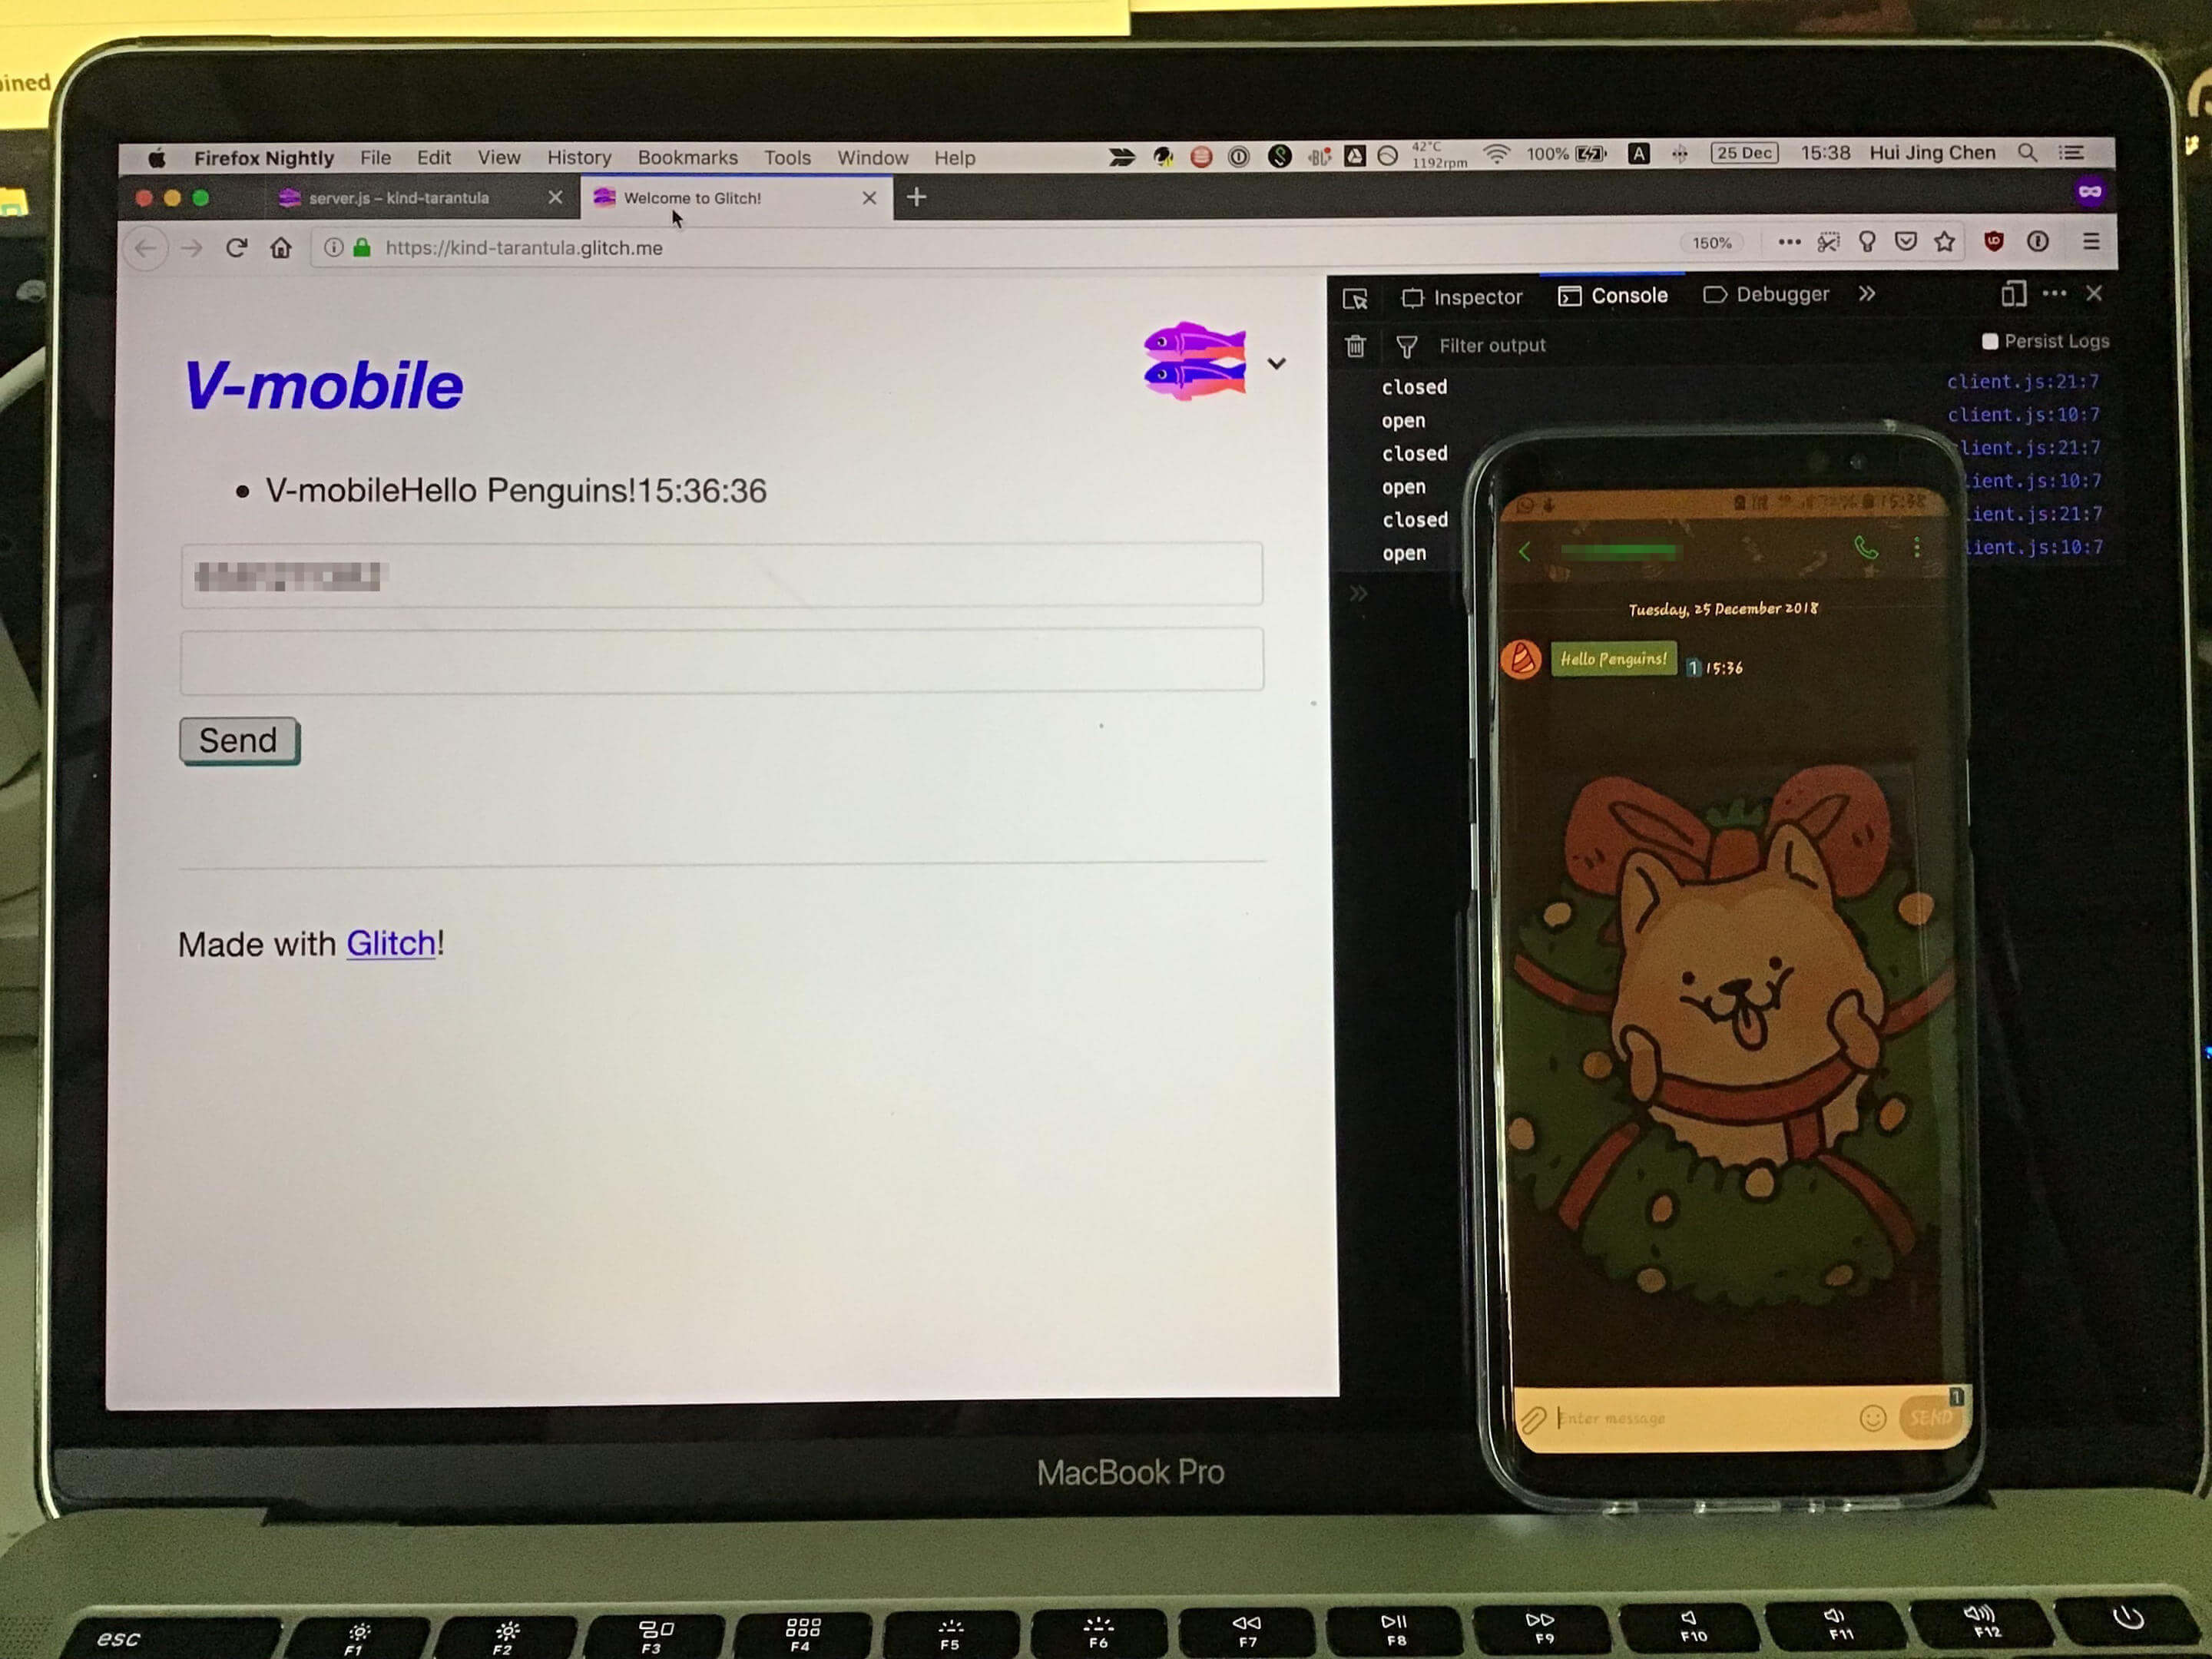 ined
Firefox Nightly File Edit View History Bookmarks Tools Window Help 42°C 1192rpm 100% A 25 Dec 15:38 Hui Jing Chen
server.js – kind-tarantula Welcome to Glitch!
https://kind-tarantula.glitch.me 150%
Inspector Console Debugger
Filter output Persist Logs
V-mobile
closed client.js:21:7
open client.js:10:7
closed lient.js:21:7
open ient.js:10:7
closed ient.js:21:7
open ient.js:10:7
V-mobileHello Penguins!15:36:36
Send
Made with Glitch!
15:38
Tuesday, 25 December 2018
Hello Penguins! 1 15:36
1
Enter message SEND
MacBook Pro
esc F1 F2 F3 F4 F5 F6 F7 F8 F9 F10 F11 F12